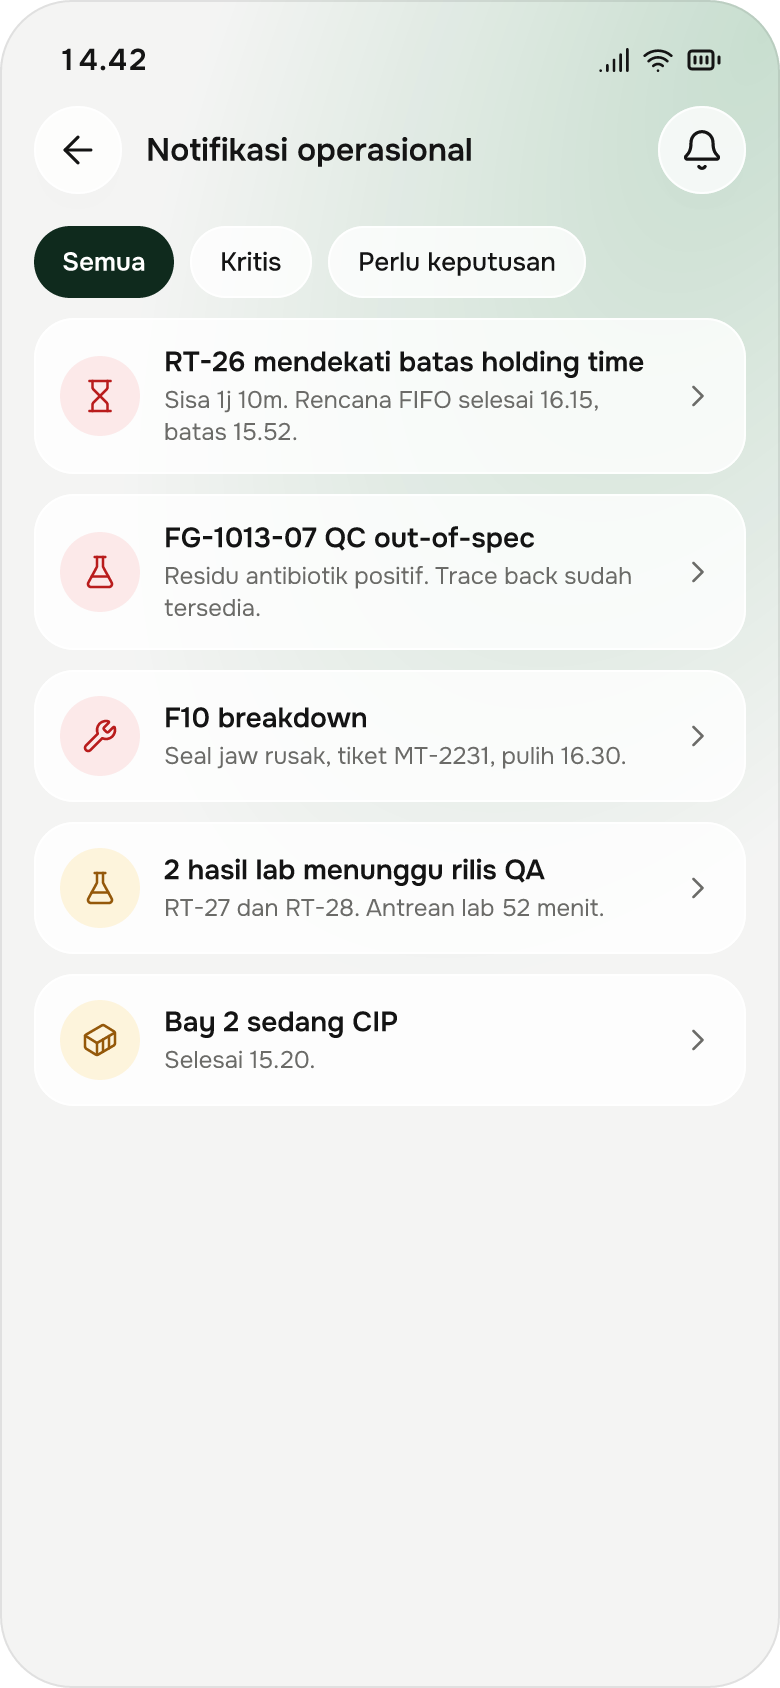 14.42
Notifikasi operasional
Semua
Kritis
Perlu keputusan
RT-26 mendekati batas holding time
Sisa 1j 10m. Rencana FIFO selesai 16.15,
batas 15.52.
FG-1013-07 QC out-of-spec
Residu antibiotik positif. Trace back sudah
tersedia.
F10 breakdown
Seal jaw rusak, tiket MT-2231, pulih 16.30.
2 hasil lab menunggu rilis QA
RT-27 dan RT-28. Antrean lab 52 menit.
Bay 2 sedang CIP
Selesai 15.20.